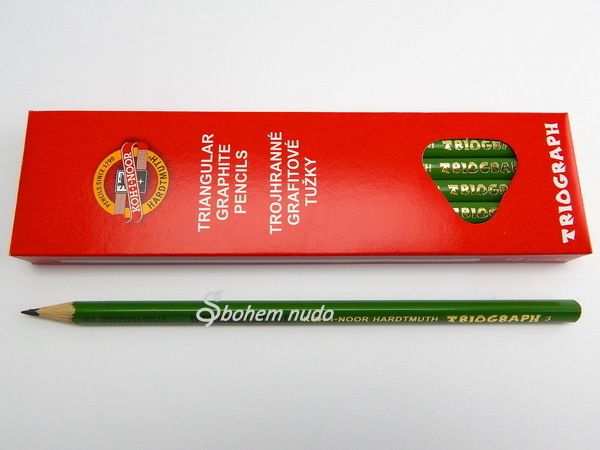 PENCILS SINCE 1790
KOH-I-NOOR
HARDTMUTH
TRIANGULAR
GRAPHITE
PENCILS
TROJHRANNÉ
GRAFITOVÉ
TUŽKY
TRIOGRAPH
TRIOGRAPH
TRIOGRAPH
Sbohem nudo
KOH-I-NOOR HARDTMUTH TRIOGRAPH 3